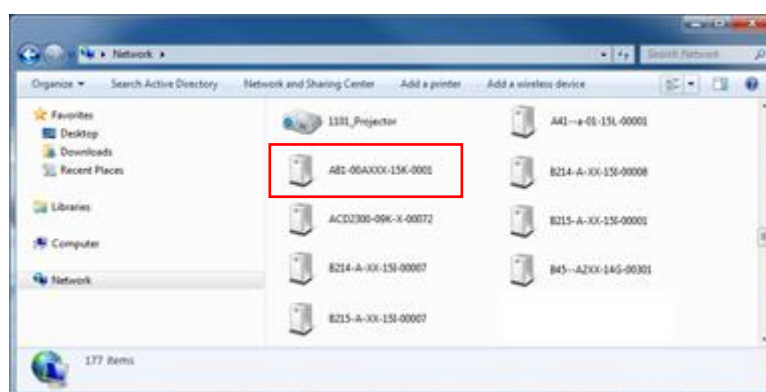 Network
Search Network
Organize Search Active Directory Network and Sharing Center Add a printer Add a wireless device
Favorites
Desktop
Downloads
Recent Places
Libraries
Computer
Network
1101_Projector
A81-00AXXX-15K-0001
ACD2300-09K-X-00072
B214-A-XX-15I-00007
B215-A-XX-15I-00007
A41--a-01-15L-00001
B214-A-XX-15I-00008
B215-A-XX-15I-00001
B45--A2XX-14G-00301
177 items